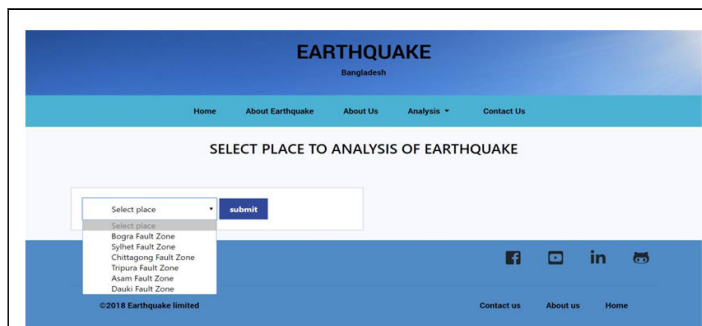 EARTHQUAKE
Bangladesh
Home About Earthquake About Us Analysis Contact Us
SELECT PLACE TO ANALYSIS OF EARTHQUAKE
Select place submit
Select place
Bogra Fault Zone
Sylhet Fault Zone
Chittagong Fault Zone
Tripura Fault Zone
Asam Fault Zone
Dauki Fault Zone
©2018 Earthquake limited Contact us About us Home